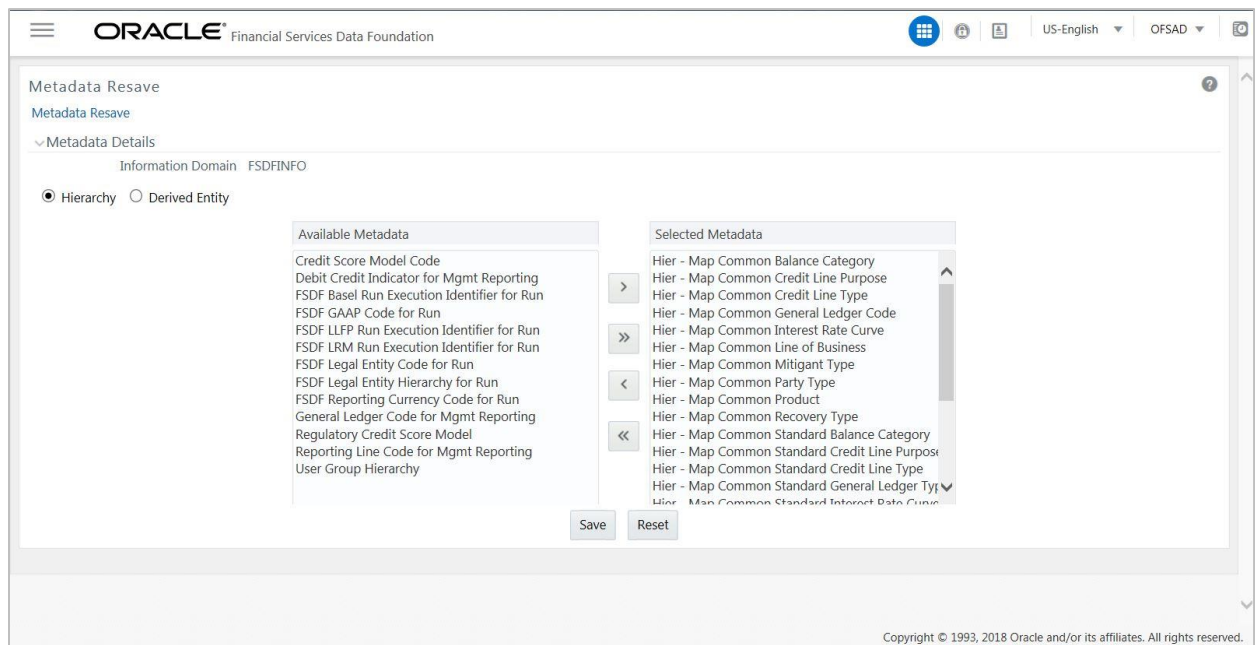 ORACLE® Financial Services Data Foundation
US-English
OFSAD
Metadata Resave
Metadata Resave
Metadata Details
Information Domain FSDFINFO
Hierarchy Derived Entity
Available Metadata
Credit Score Model Code
Debit Credit Indicator for Mgmt Reporting
FSDF Basel Run Execution Identifier for Run
FSDF GAAP Code for Run
FSDF LLFP Run Execution Identifier for Run
FSDF LRM Run Execution Identifier for Run
FSDF Legal Entity Code for Run
FSDF Legal Entity Hierarchy for Run
FSDF Reporting Currency Code for Run
General Ledger Code for Mgmt Reporting
Regulatory Credit Score Model
Reporting Line Code for Mgmt Reporting
User Group Hierarchy
Selected Metadata
Hier - Map Common Balance Category
Hier - Map Common Credit Line Purpose
Hier - Map Common Credit Line Type
Hier - Map Common General Ledger Code
Hier - Map Common Interest Rate Curve
Hier - Map Common Line of Business
Hier - Map Common Mitigant Type
Hier - Map Common Party Type
Hier - Map Common Product
Hier - Map Common Recovery Type
Hier - Map Common Standard Balance Category
Hier - Map Common Standard Credit Line Purpose
Hier - Map Common Standard Credit Line Type
Hier - Map Common Standard General Ledger Typ
Hier - Map Common Standard Interest Rate Curve
Save Reset
Copyright © 1993, 2018 Oracle and/or its affiliates. All rights reserved.